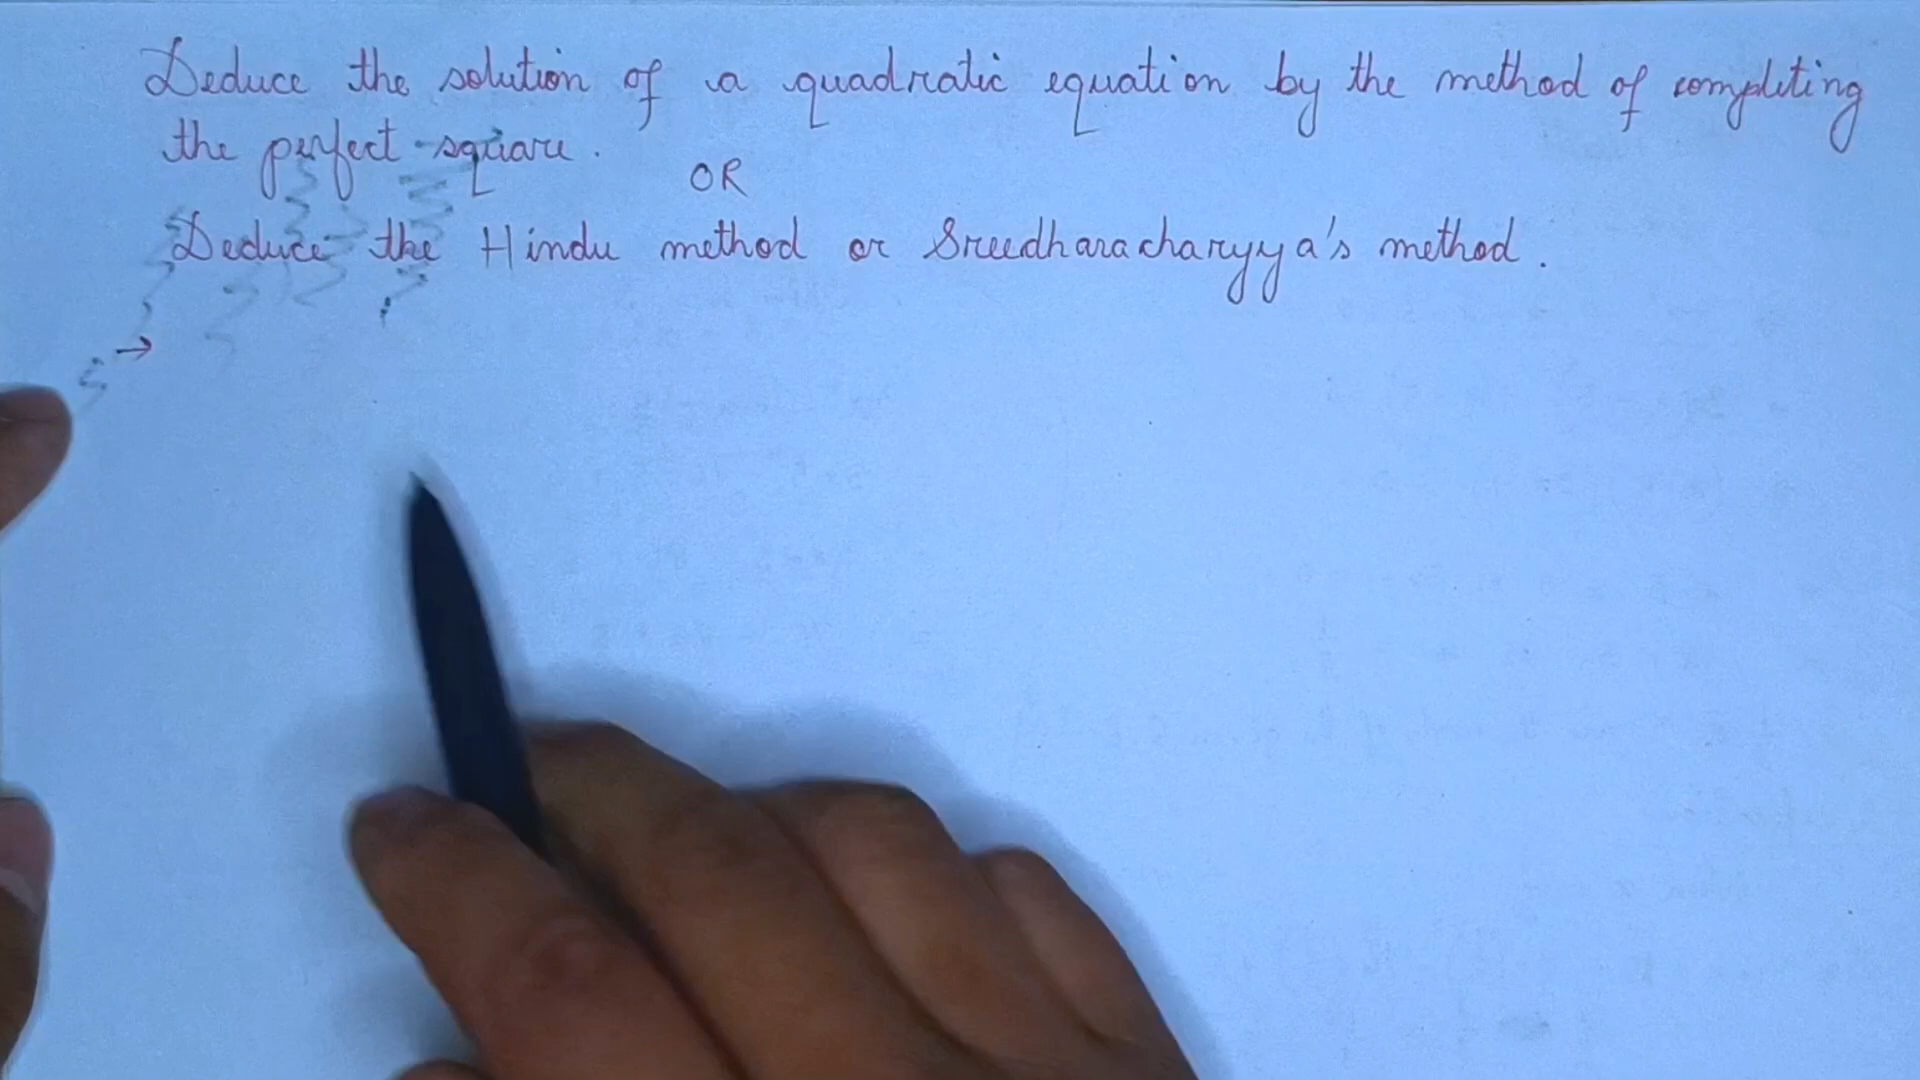 Deduce the solution of a quadratic equation by the method of completing
the perfect square.
OR
Deduce the Hindu method or Sreedharacharyya's method.
→